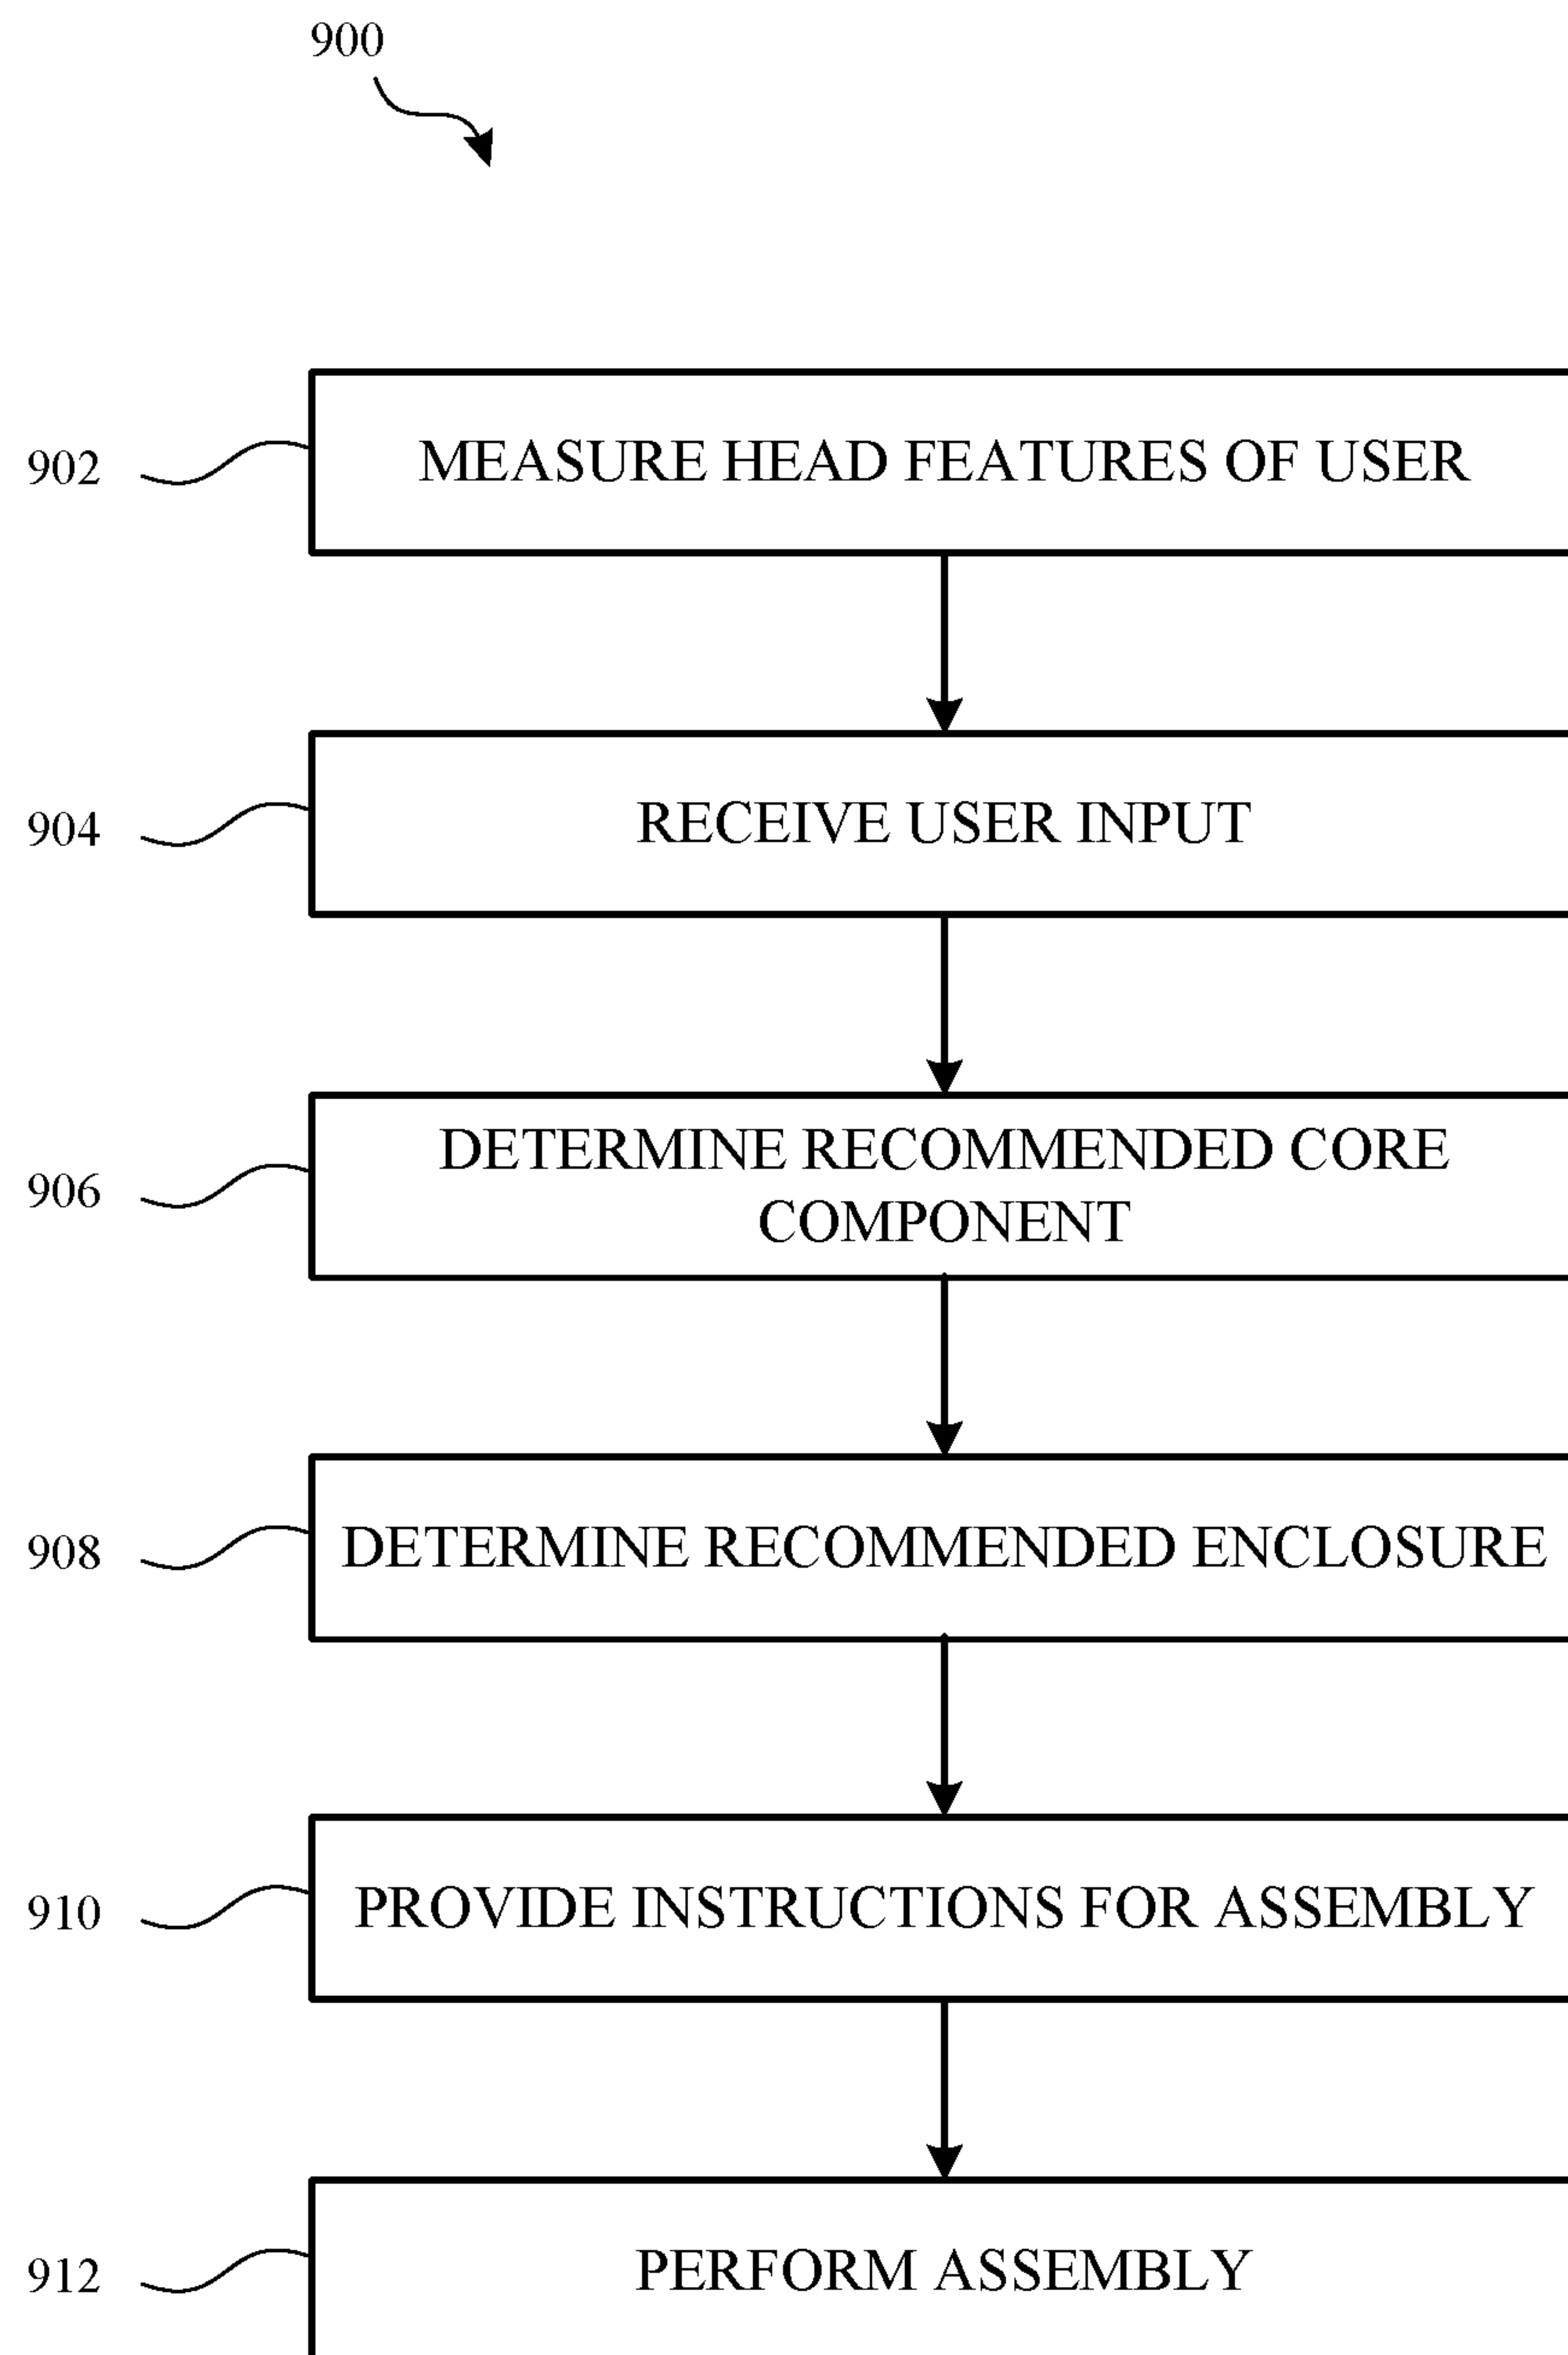 900
902
MEASURE HEAD FEATURES OF USER
904
RECEIVE USER INPUT
906
DETERMINE RECOMMENDED CORE
COMPONENT
908
DETERMINE RECOMMENDED ENCLOSURE
910
PROVIDE INSTRUCTIONS FOR ASSEMBLY
912
PERFORM ASSEMBLY